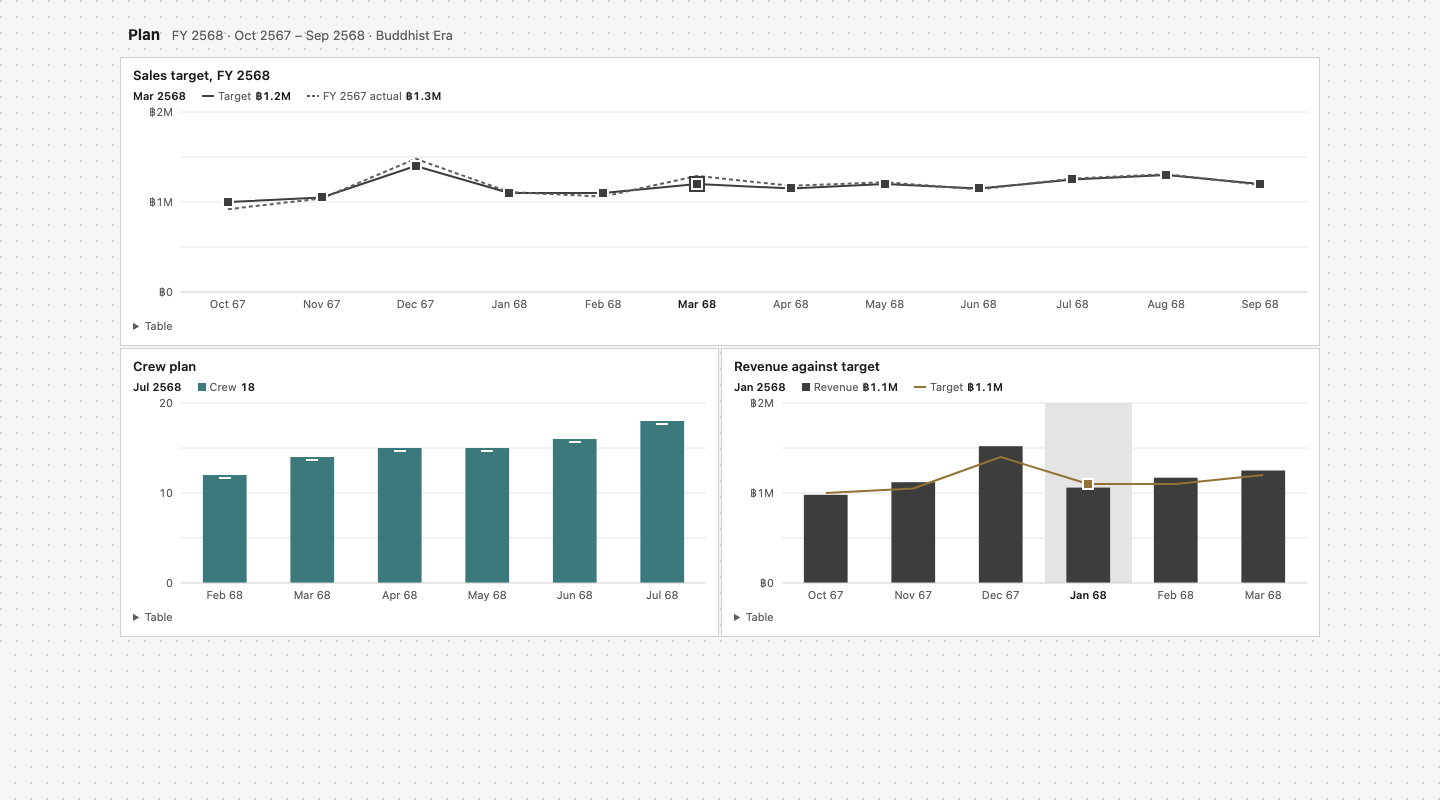 Plan FY 2568 · Oct 2567 – Sep 2568 · Buddhist Era
Sales target, FY 2568
Mar 2568 Target ฿1.2M FY 2567 actual ฿1.3M
฿2M
฿1M
฿0
Oct 67 Nov 67 Dec 67 Jan 68 Feb 68 Mar 68 Apr 68 May 68 Jun 68 Jul 68 Aug 68 Sep 68
Table
Crew plan
Jul 2568 Crew 18
20
10
0
Feb 68 Mar 68 Apr 68 May 68 Jun 68 Jul 68
Table
Revenue against target
Jan 2568 Revenue ฿1.1M Target ฿1.1M
฿2M
฿1M
฿0
Oct 67 Nov 67 Dec 67 Jan 68 Feb 68 Mar 68
Table